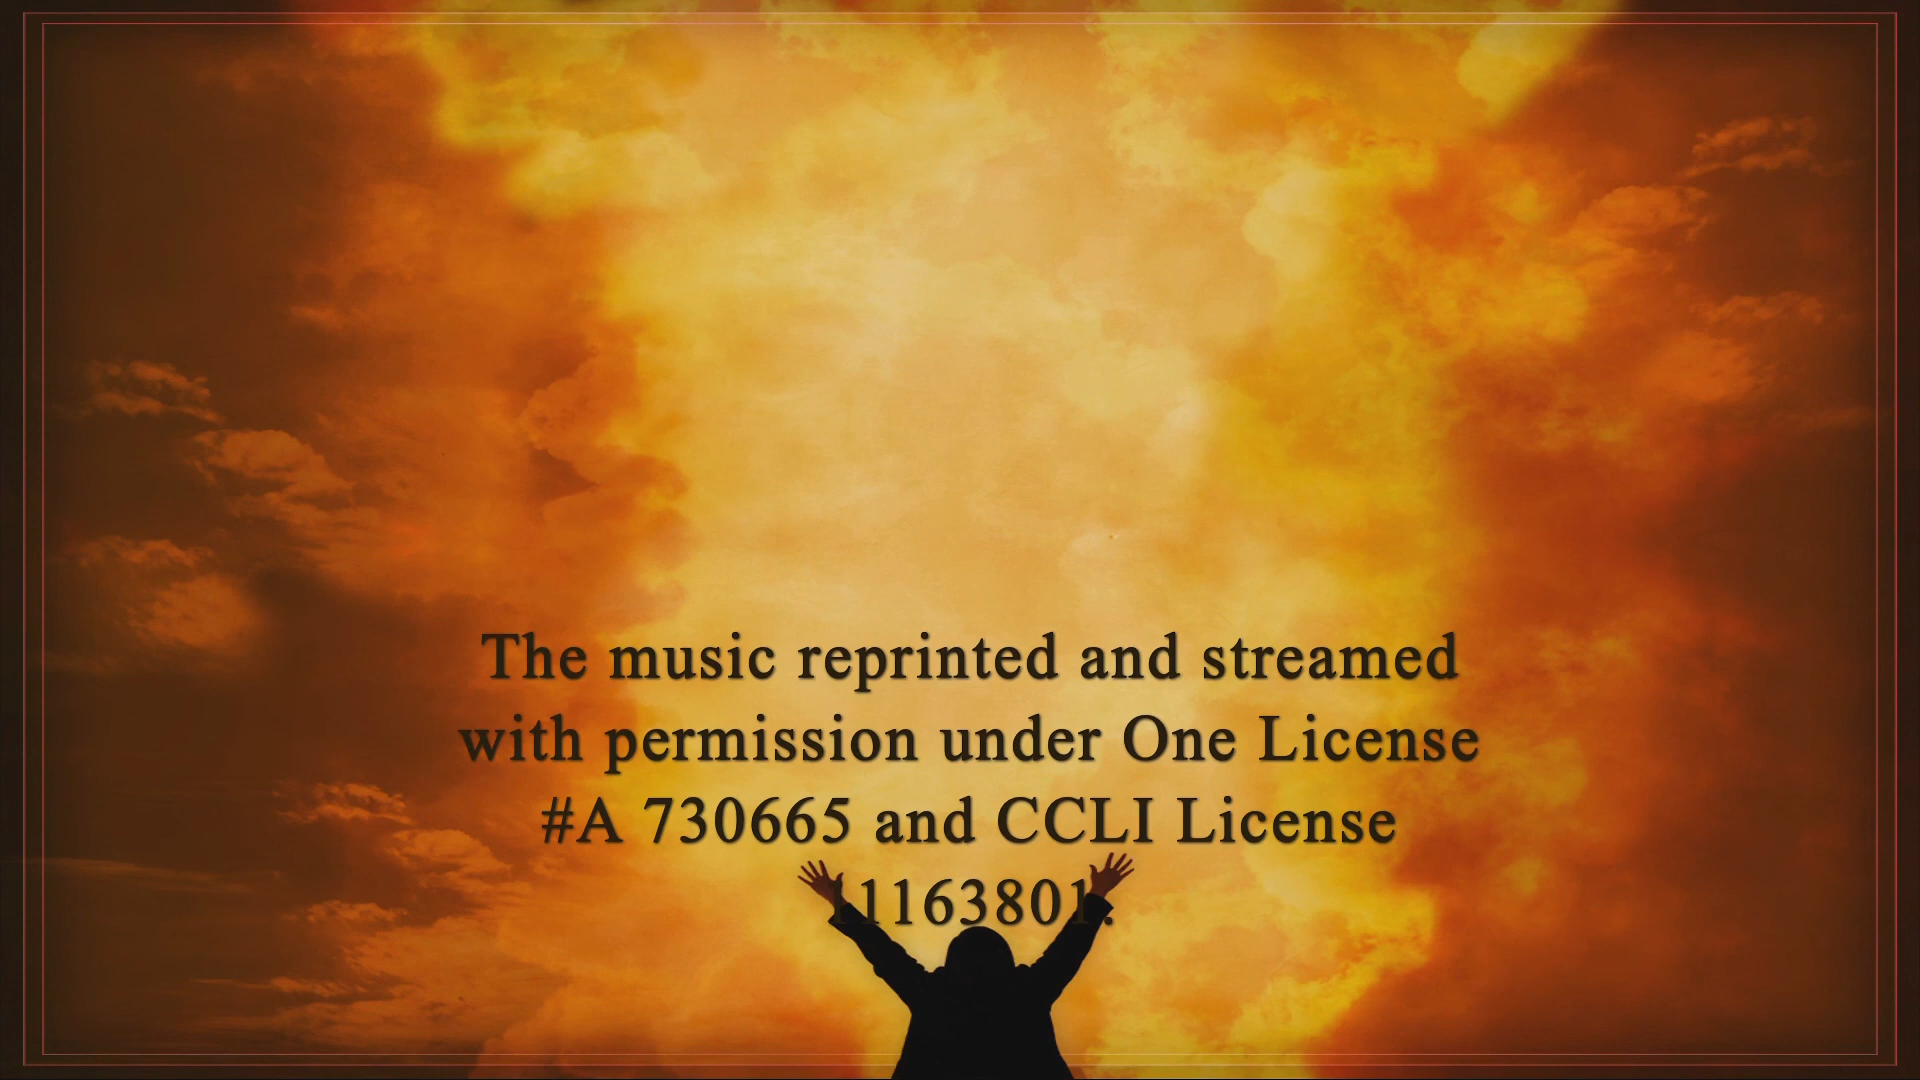 The music reprinted and streamed
with permission under One License
#A 730665 and CCLI License
11163801.